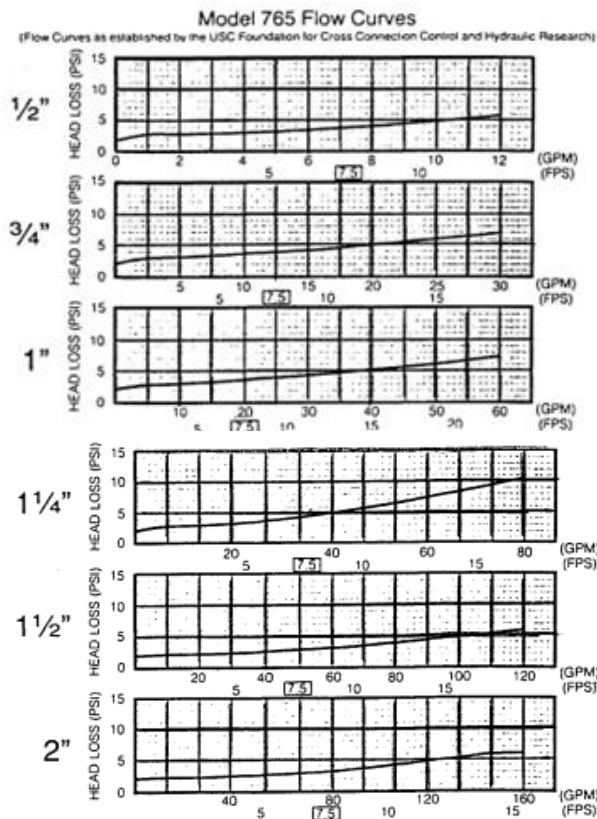 Model 765 Flow Curves
(Flow Curves as established by the USC Foundation for Cross Connection Control and Hydraulic Research)
1/2"
HEAD LOSS (PSI)
15
10
5
0
0 2 4 6 8 10 12 (GPM)
5 7.5 10 (FPS)
3/4"
HEAD LOSS (PSI)
15
10
5
0
5 10 15 20 25 30 (GPM)
5 7.5 10 15 (FPS)
1"
HEAD LOSS (PSI)
15
10
5
0
10 20 30 40 50 60 (GPM)
5 7.5 10 15 20 (FPS)
1 1/4"
HEAD LOSS (PSI)
15
10
5
0
20 40 60 80 (GPM)
5 7.5 10 15 (FPS)
1 1/2"
HEAD LOSS (PSI)
15
10
5
0
20 40 60 80 100 120 (GPM)
5 7.5 10 15 (FPS)
2"
HEAD LOSS (PSI)
15
10
5
0
40 80 120 160 (GPM)
5 7.5 10 15 (FPS)